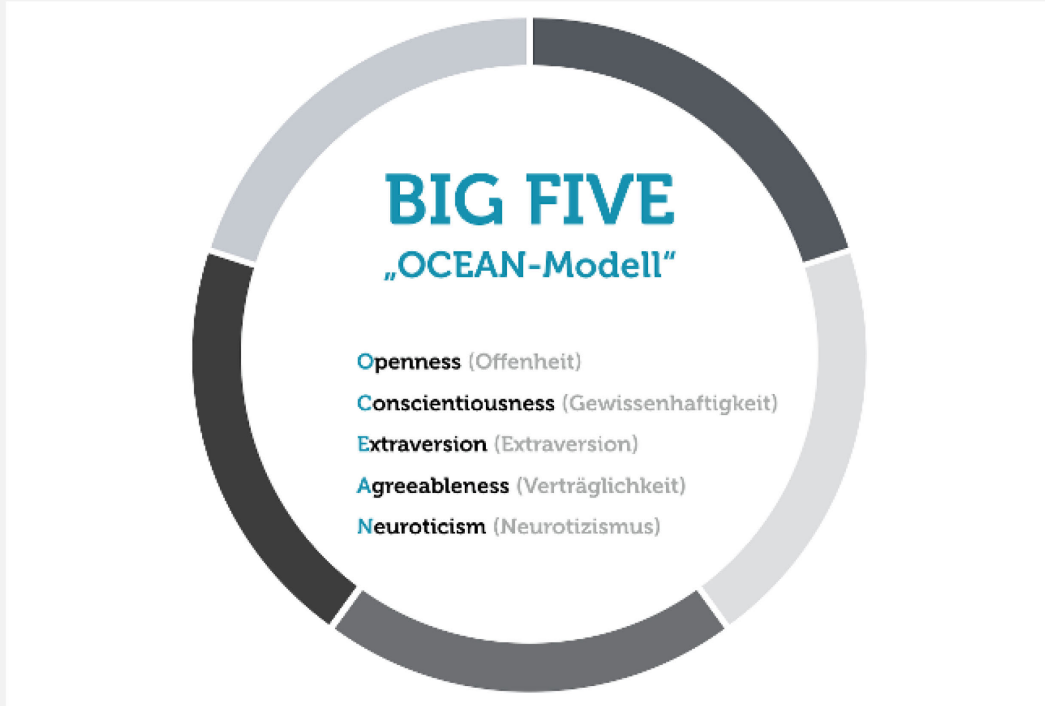 BIG FIVE
„OCEAN-Modell“
Openness (Offenheit)
Conscientiousness (Gewissenhaftigkeit)
Extraversion (Extraversion)
Agreeableness (Verträglichkeit)
Neuroticism (Neurotizismus)